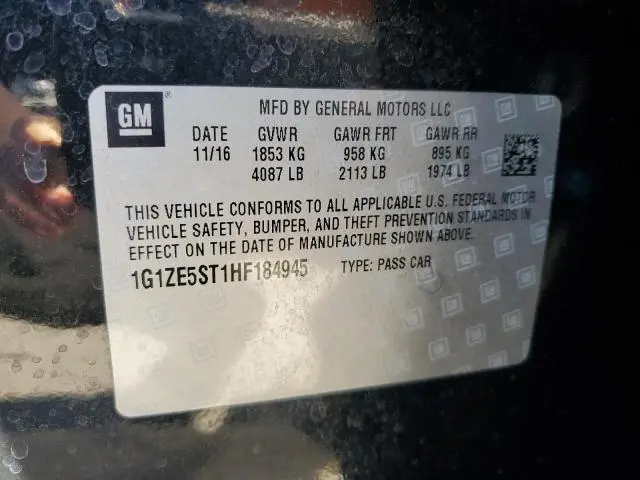 GM ® MFD BY GENERAL MOTORS LLC
DATE GVWR GAWR FRT GAWR RR
11/16 1853 KG 958 KG 895 KG
4087 LB 2113 LB 1974 LB
THIS VEHICLE CONFORMS TO ALL APPLICABLE U.S. FEDERAL MOTOR
VEHICLE SAFETY, BUMPER, AND THEFT PREVENTION STANDARDS IN
EFFECT ON THE DATE OF MANUFACTURE SHOWN ABOVE.
1G1ZE5ST1HF184945 TYPE: PASS CAR